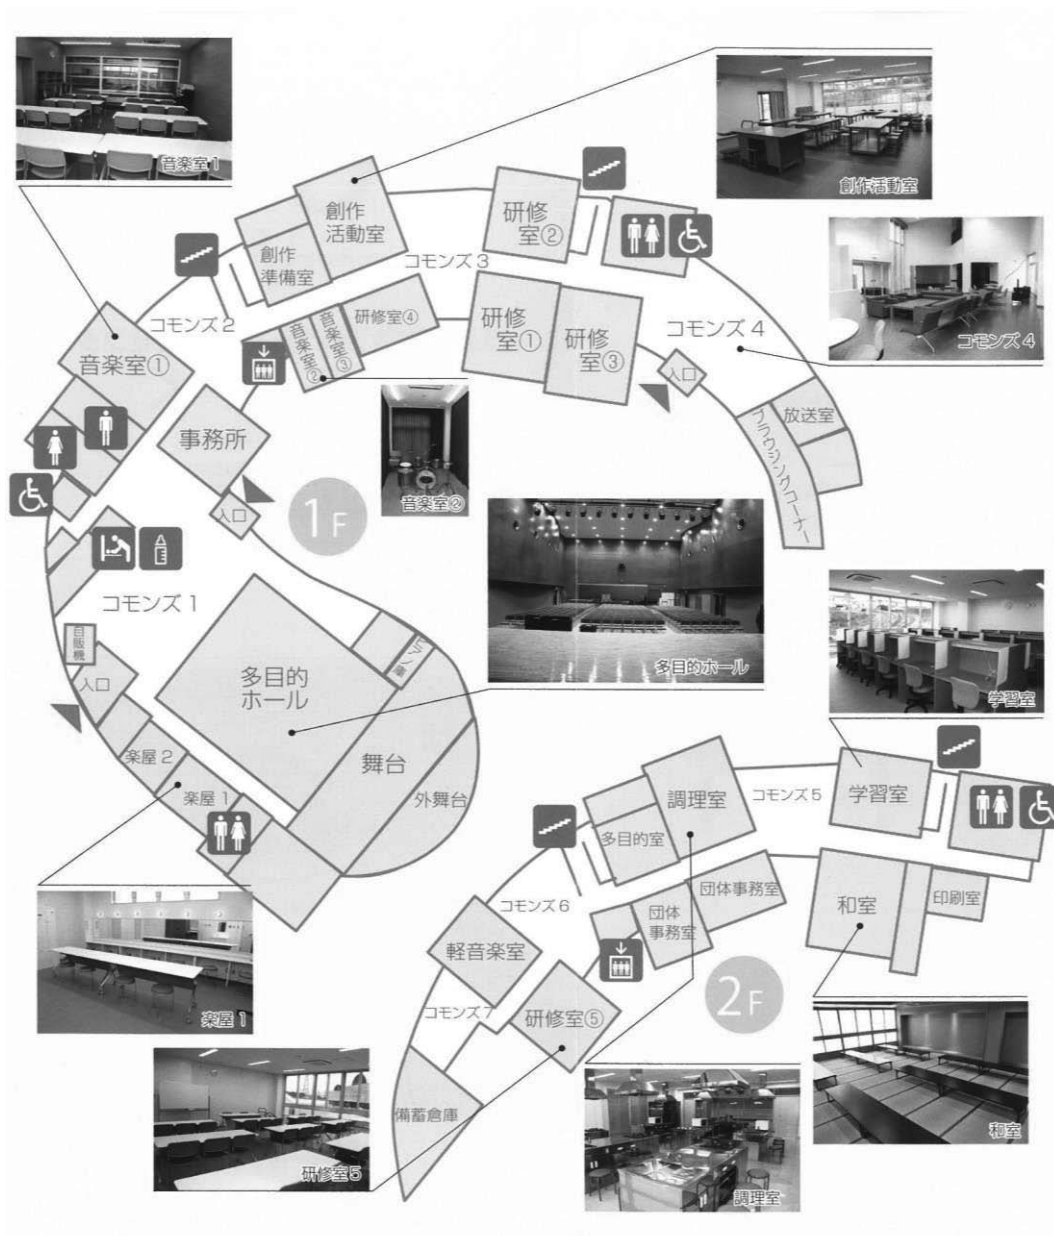 音楽室1
創作活動室
コモンズ4
創作
活動室
創作
準備室
コモンズ3
研修
室②
コモンズ2
音楽室②
音楽室③
研修室④
研修
室①
研修
室③
コモンズ4
入口
放送室
ブラウジングコーナー
音楽室①
事務所
入口
1F
音楽室②
コモンズ1
自販機
入口
多目的
ホール
多目的ホール
舞台
外舞台
楽屋2
楽屋1
楽屋1
学習室
調理室
コモンズ5
学習室
多目的室
団体事務室
団体
事務室
和室
印刷室
コモンズ6
軽音楽室
コモンズ7
研修室⑤
2F
備蓄倉庫
研修室5
調理室
和室